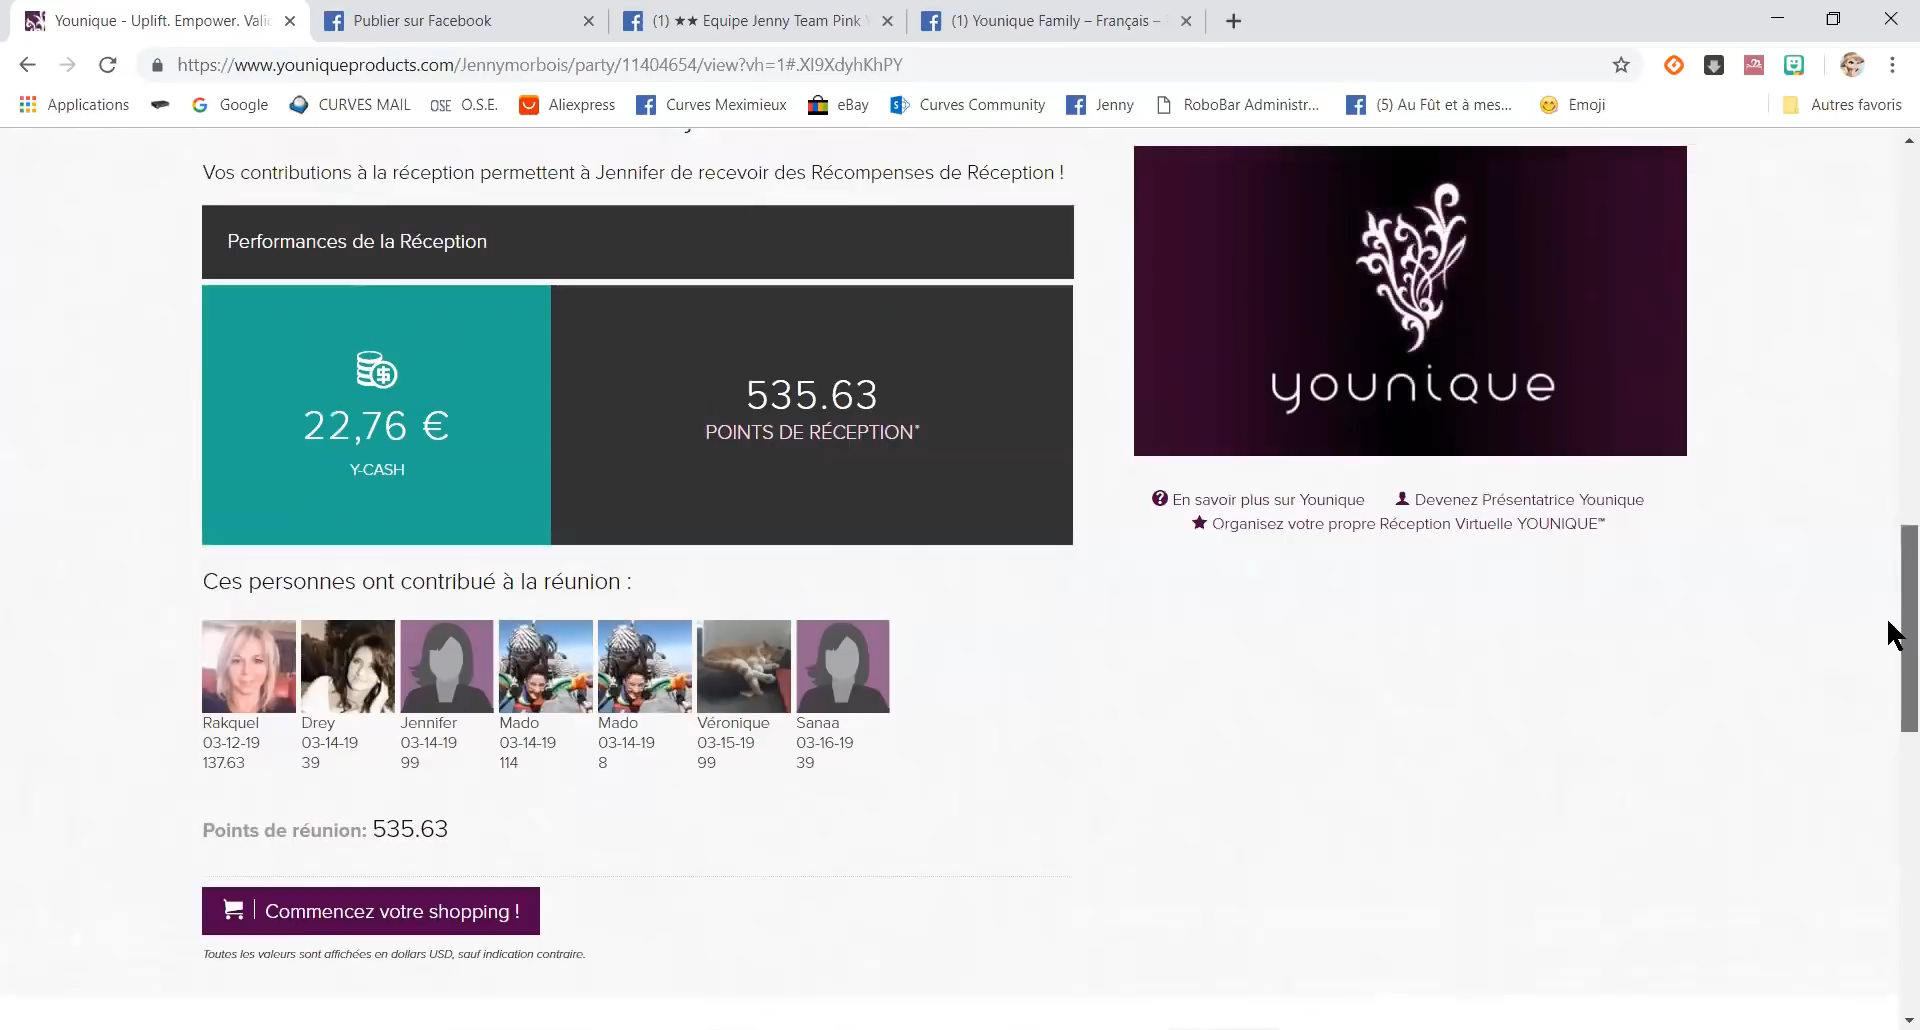 Younique - Uplift. Empower. Valid
Publier sur Facebook
(1) ★★ Equipe Jenny Team Pink Y
(1) Younique Family – Français –
https://www.youniqueproducts.com/Jennymorbois/party/11404654/view?vh=1#.XI9XdyhKhPY
Applications
Google
CURVES MAIL
OSE O.S.E.
Aliexpress
Curves Meximieux
eBay
Curves Community
Jenny
RoboBar Administr...
(5) Au Fût et à mes...
Emoji
Autres favoris
Vos contributions à la réception permettent à Jennifer de recevoir des Récompenses de Réception !
Performances de la Réception
22,76 €
Y-CASH
535.63
POINTS DE RÉCEPTION*
younique
En savoir plus sur Younique
Devenez Présentatrice Younique
Organisez votre propre Réception Virtuelle YOUNIQUE™
Ces personnes ont contribué à la réunion :
Rakquel
03-12-19
137.63
Drey
03-14-19
39
Jennifer
03-14-19
99
Mado
03-14-19
114
Mado
03-14-19
8
Véronique
03-15-19
99
Sanaa
03-16-19
39
Points de réunion: 535.63
Commencez votre shopping !
Toutes les valeurs sont affichées en dollars USD, sauf indication contraire.